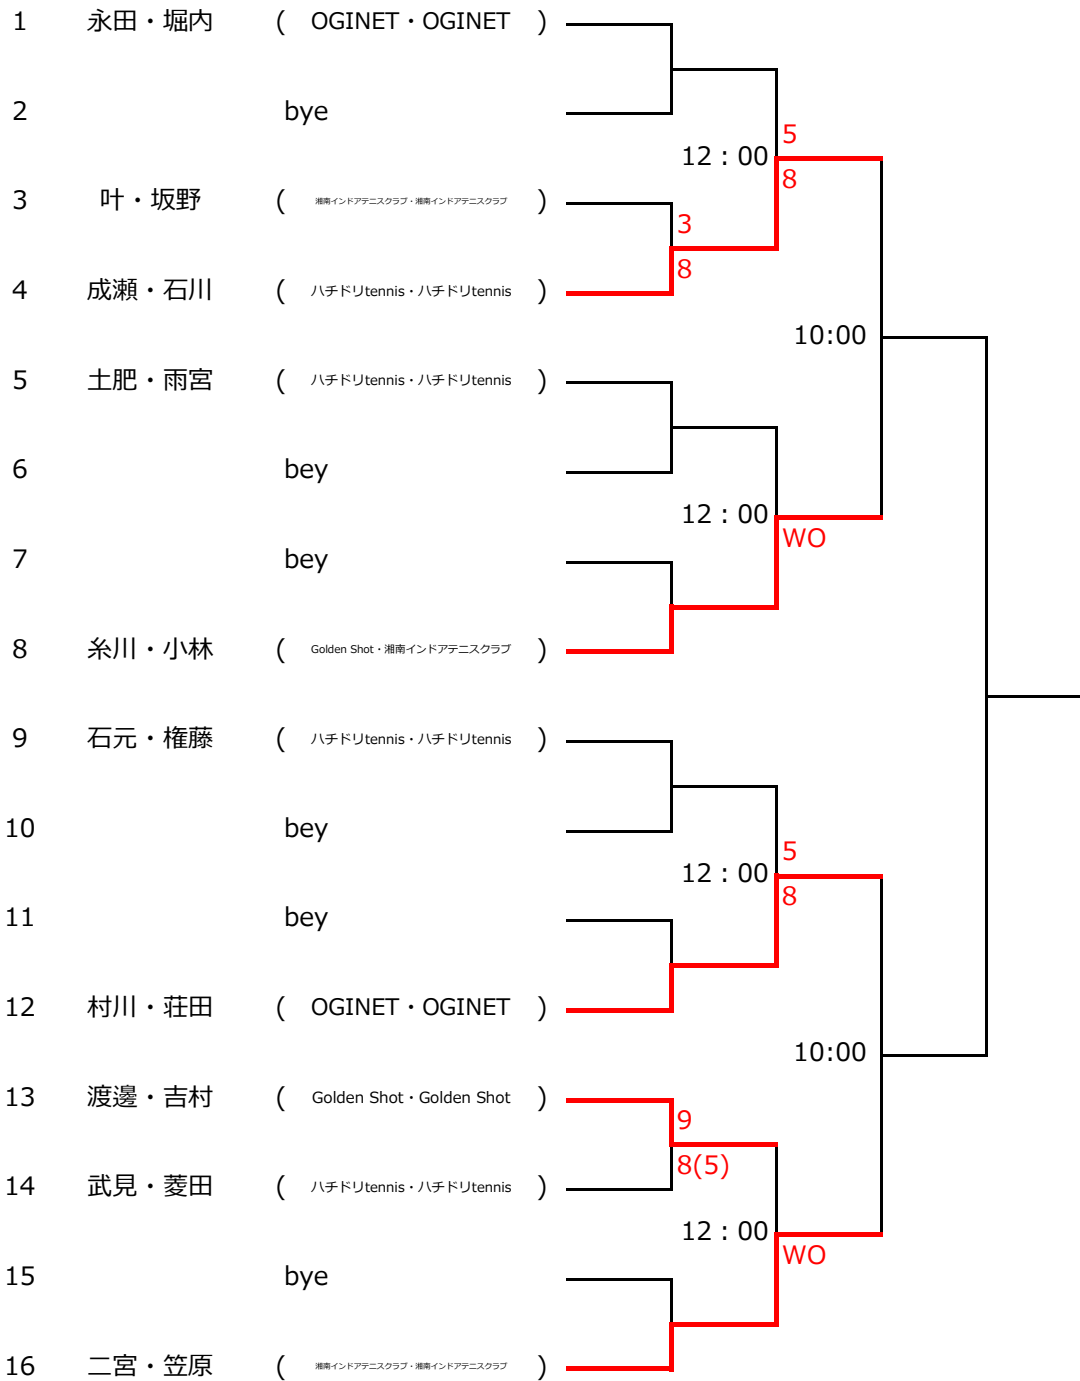 1 永田・堀内 ( OGINET・OGINET )
2 bye
5
12：00
8
3 叶・坂野 ( 湘南インドアテニスクラブ・湘南インドアテニスクラブ )
3
8
4 成瀬・石川 ( ハチドリtennis・ハチドリtennis )
10:00
5 土肥・雨宮 ( ハチドリtennis・ハチドリtennis )
6 bey
12：00
WO
7 bey
8 糸川・小林 ( Golden Shot・湘南インドアテニスクラブ )
9 石元・権藤 ( ハチドリtennis・ハチドリtennis )
10 bey
5
12：00
8
11 bey
12 村川・荘田 ( OGINET・OGINET )
10:00
13 渡邊・吉村 ( Golden Shot・Golden Shot )
9
8(5)
14 武見・菱田 ( ハチドリtennis・ハチドリtennis )
12：00
WO
15 bye
16 二宮・笠原 ( 湘南インドアテニスクラブ・湘南インドアテニスクラブ )